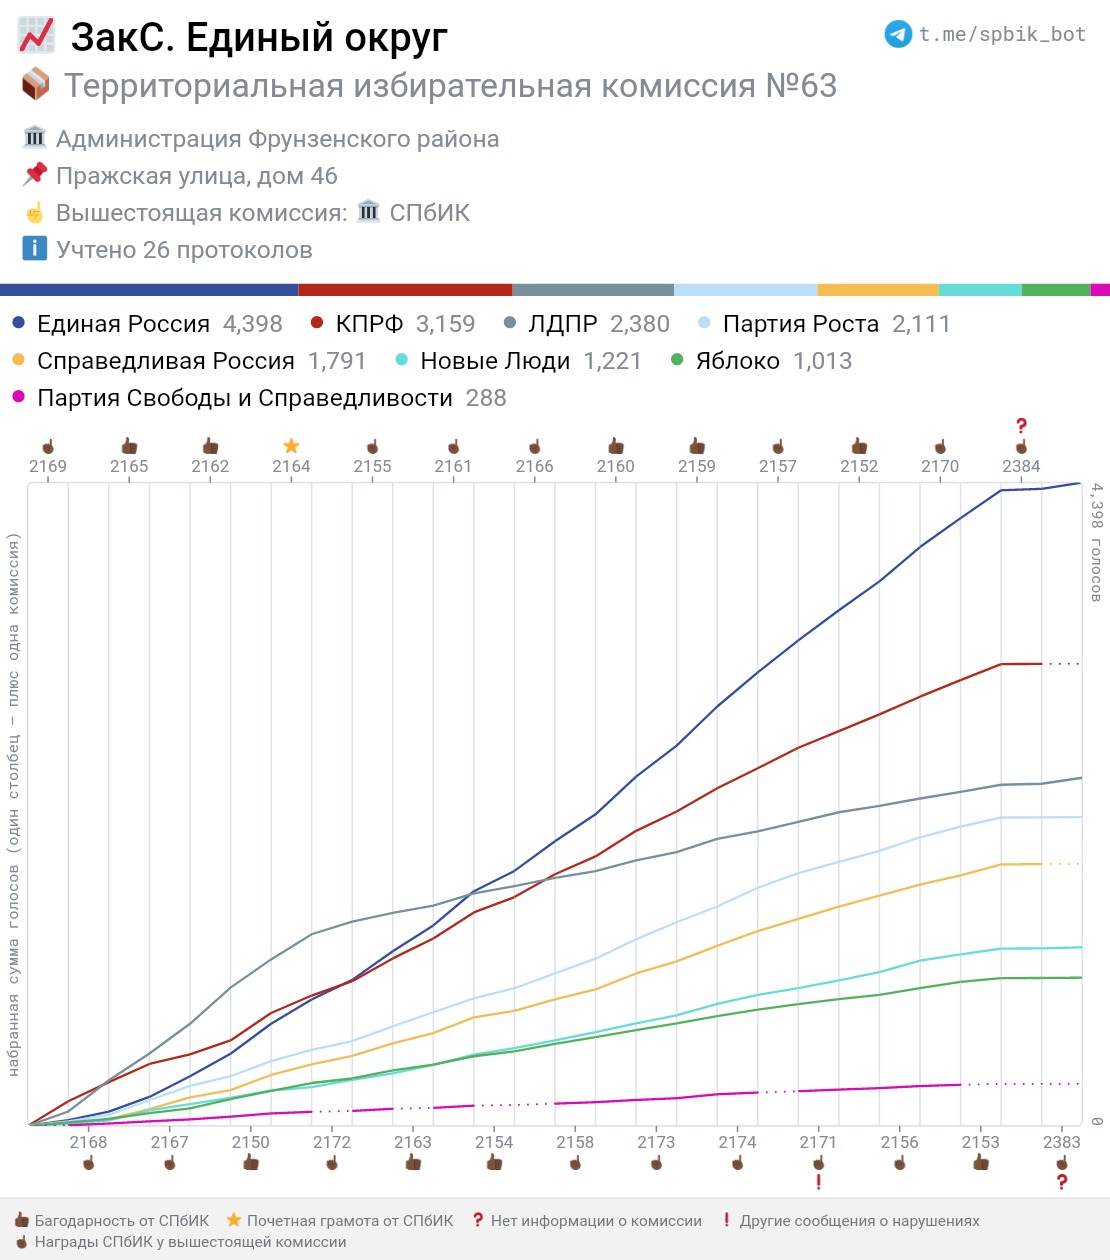 ЗакС. Единый округ
t.me/spbik_bot
Территориальная избирательная комиссия №63
Администрация Фрунзенского района
Пражская улица, дом 46
Вышестоящая комиссия: СПбИК
Учтено 26 протоколов
Единая Россия 4,398 КПРФ 3,159 ЛДПР 2,380 Партия Роста 2,111
Справедливая Россия 1,791 Новые Люди 1,221 Яблоко 1,013
Партия Свободы и Справедливости 288
2169 2165 2162 2164 2155 2161 2166 2160 2159 2157 2152 2170 2384
4,398 голосов
набранная сумма голосов (один столбец — плюс одна комиссия)
0
2168 2167 2150 2172 2163 2154 2158 2173 2174 2171 2156 2153 2383
Багодарность от СПбИК Почетная грамота от СПбИК Нет информации о комиссии Другие сообщения о нарушениях
Награды СПбИК у вышестоящей комиссии